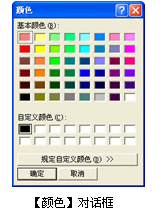 颜色
基本颜色(B):
自定义颜色(C):
规定自定义颜色(D) >>
确定 取消
【颜色】对话框